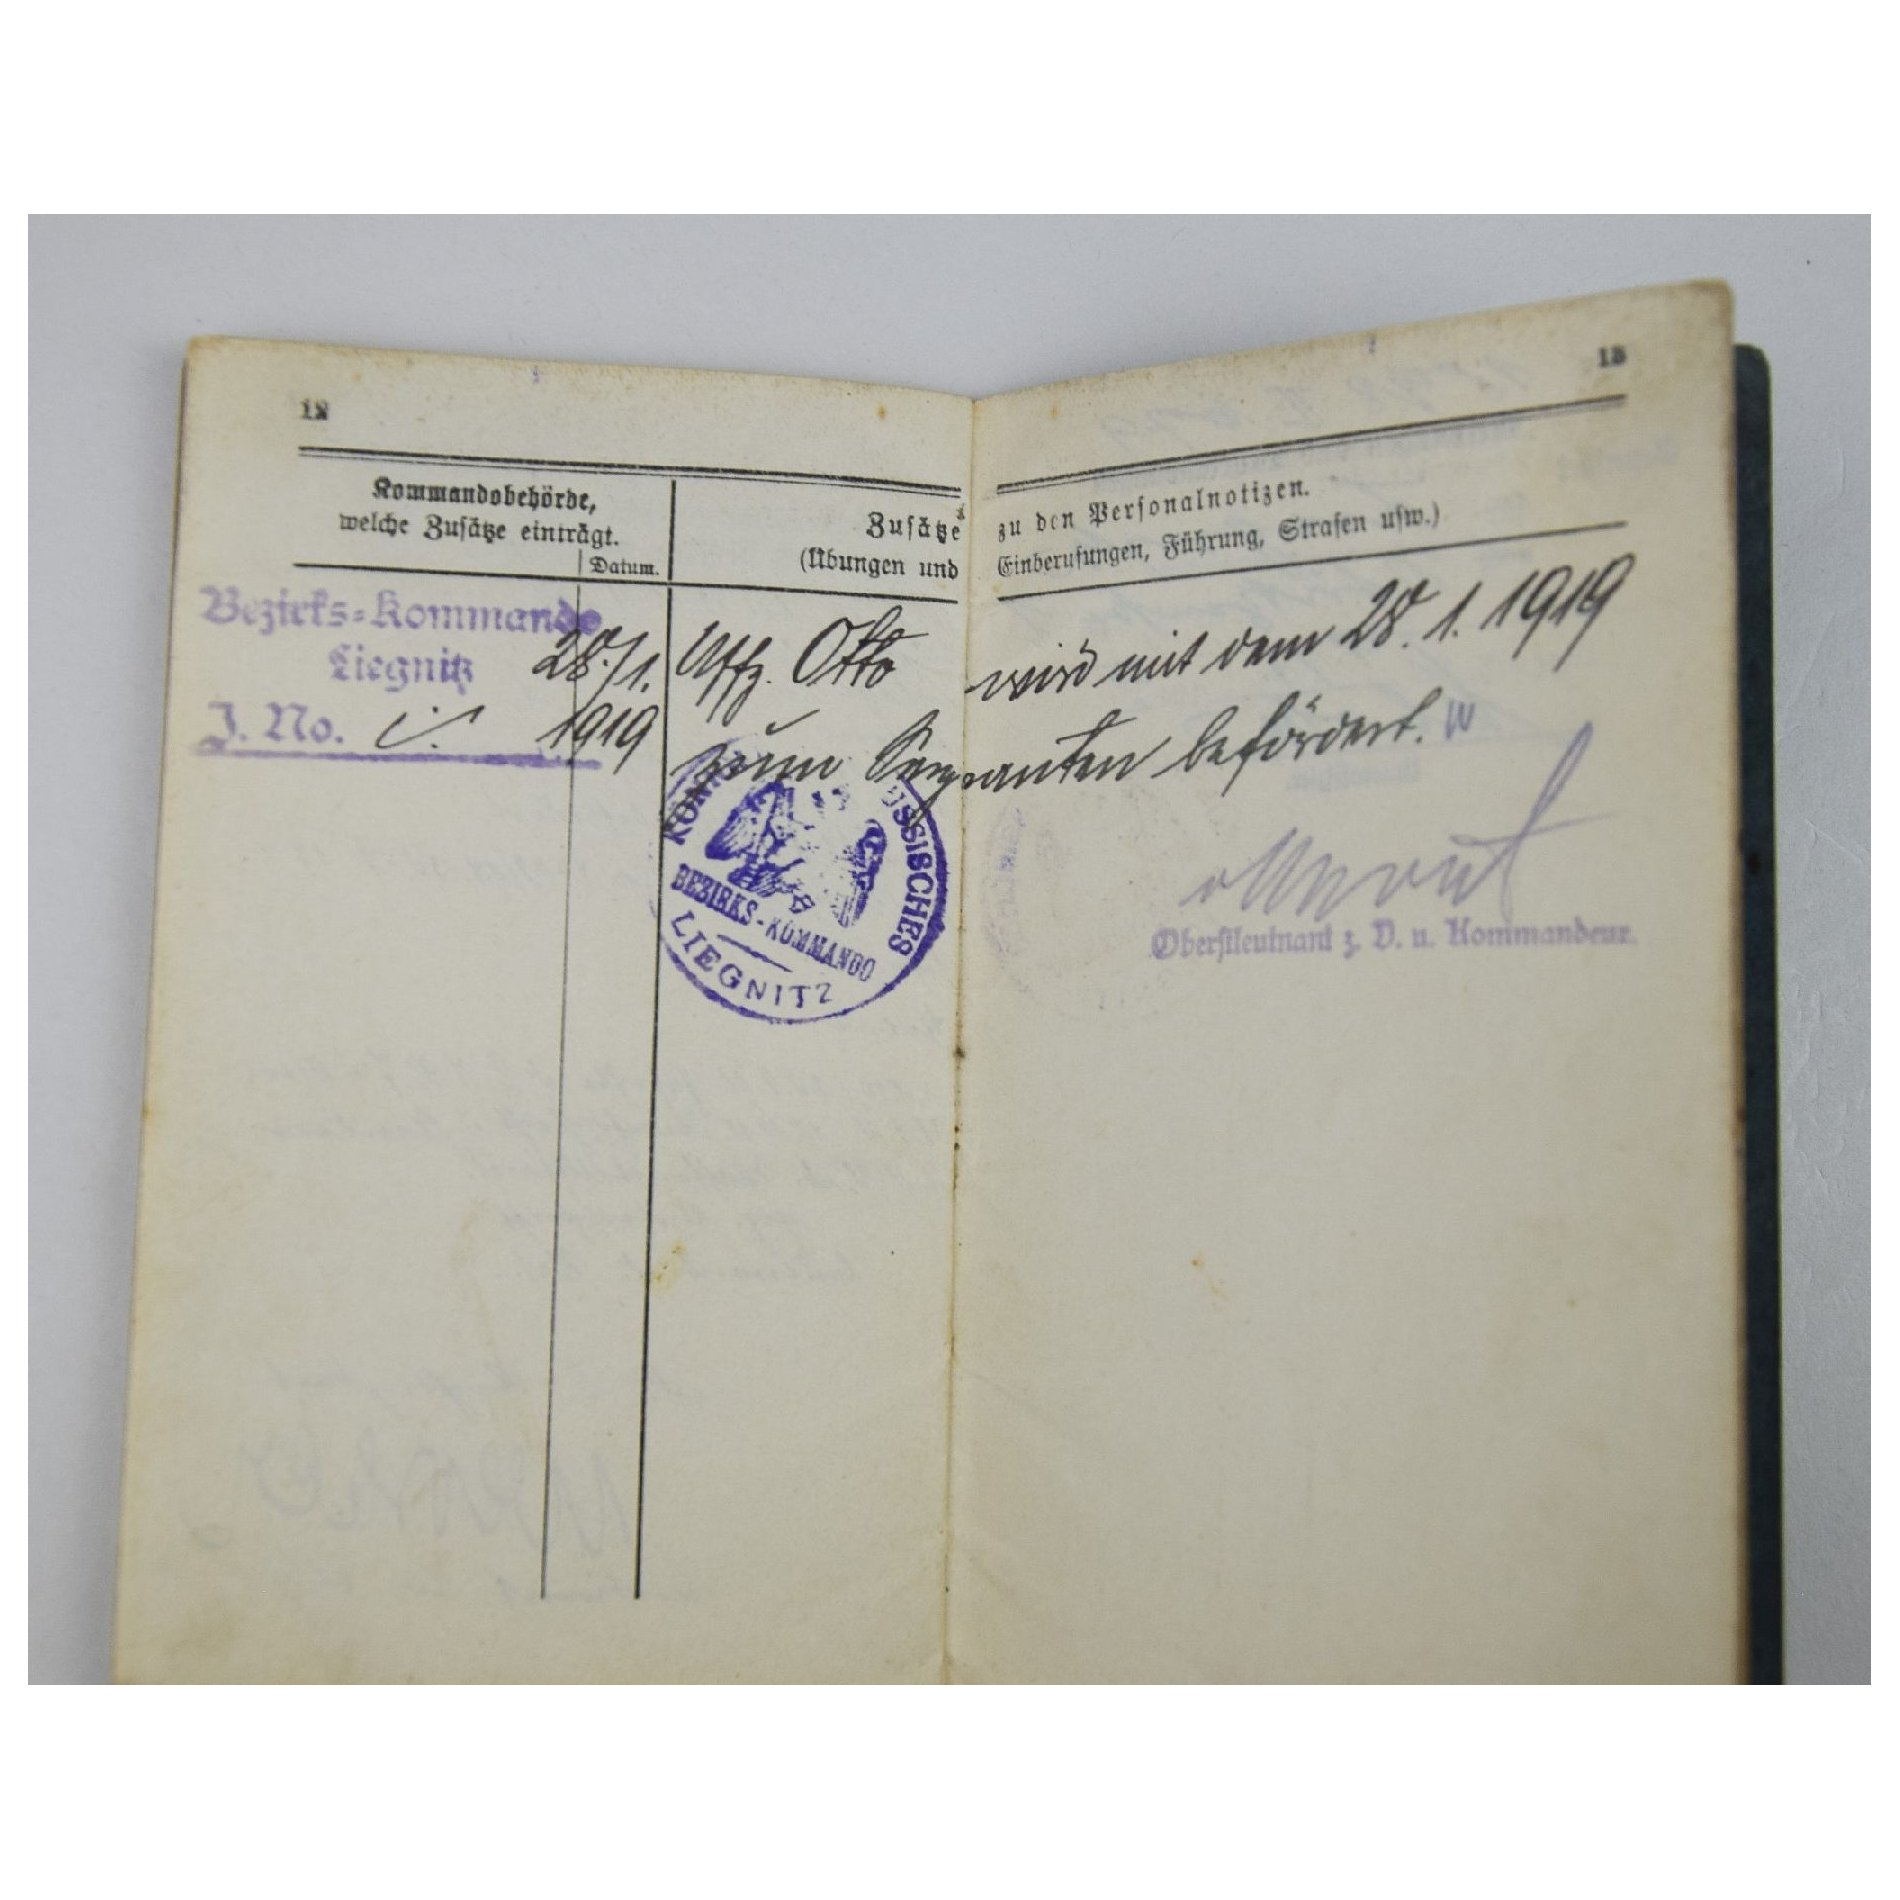 12
13
Kommandobehörde,
welche Zusätze einträgt.
Datum.
Zusätze zu den Personalnotizen.
(Übungen und Einberufungen, Führung, Strafen usw.)
Bezirks-Kommando
Liegnitz
J. No.
28./1.
1919
Uffz. Otto wird mit dem 28. 1. 1919
zum Sergeanten befördert.
USSISCHES
BEZIRKS-KOMMANDO
LIEGNITZ
Oberstleutnant z. D. u. Kommandeur.